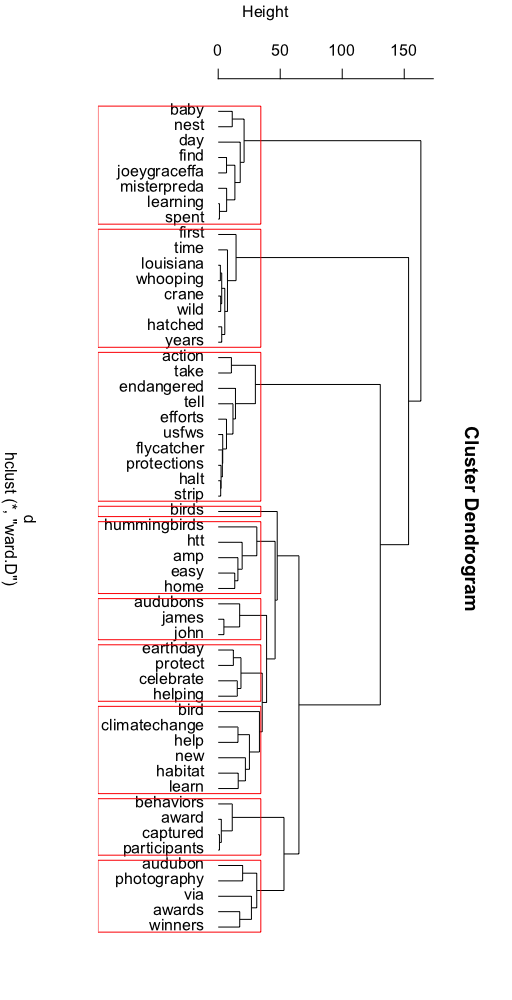 Height
0 50 100 150
baby
nest
day
find
joeygraceffa
misterpreda
learning
spent
first
time
louisiana
whooping
crane
wild
hatched
years
action
take
endangered
tell
efforts
usfws
flycatcher
protections
halt
strip
birds
hummingbirds
htt
amp
easy
home
audubons
james
john
earthday
protect
celebrate
helping
bird
climatechange
help
new
habitat
learn
behaviors
award
captured
participants
audubon
photography
via
awards
winners
Cluster Dendrogram
d
hclust (*, "ward.D")